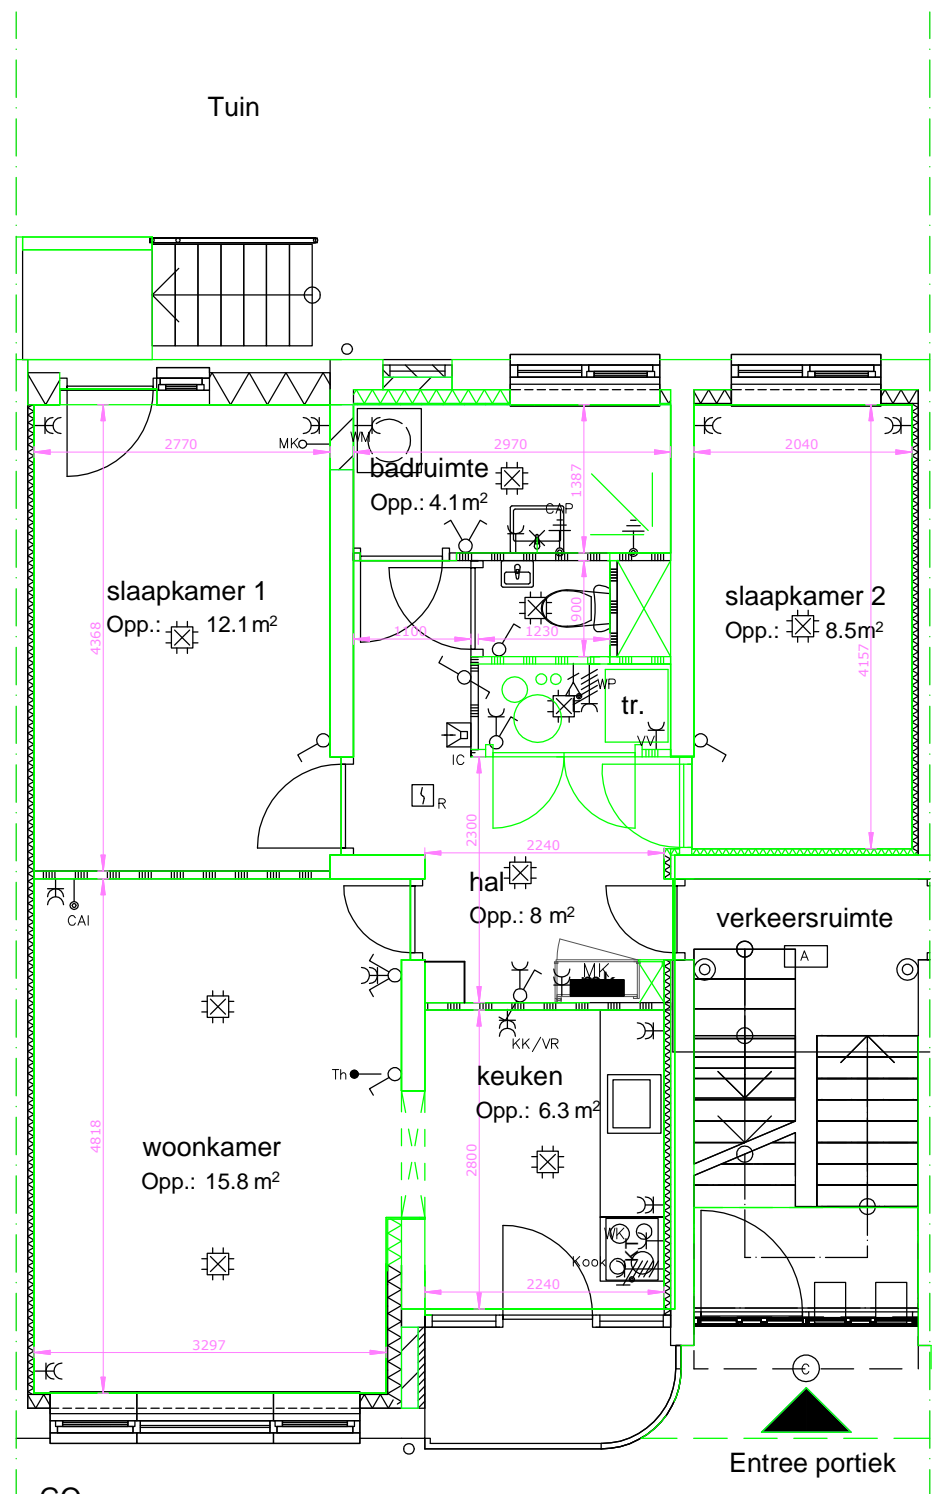 Tuin
2770
MK
WM
2970
2040
badruimte
Opp.: 4.1 m²
1387
CAP
slaapkamer 1
Opp.: 12.1 m²
4368
900
slaapkamer 2
Opp.: 8.5m²
4157
1100
1230
WP
tr.
VV
IC
R
2300
2240
hal
Opp.: 8 m²
CAI
verkeersruimte
A
MK
KK/VR
Th
keuken
Opp.: 6.3 m²
4818
woonkamer
Opp.: 15.8 m²
2800
WK
Kook
2240
3297
C
Entree portiek